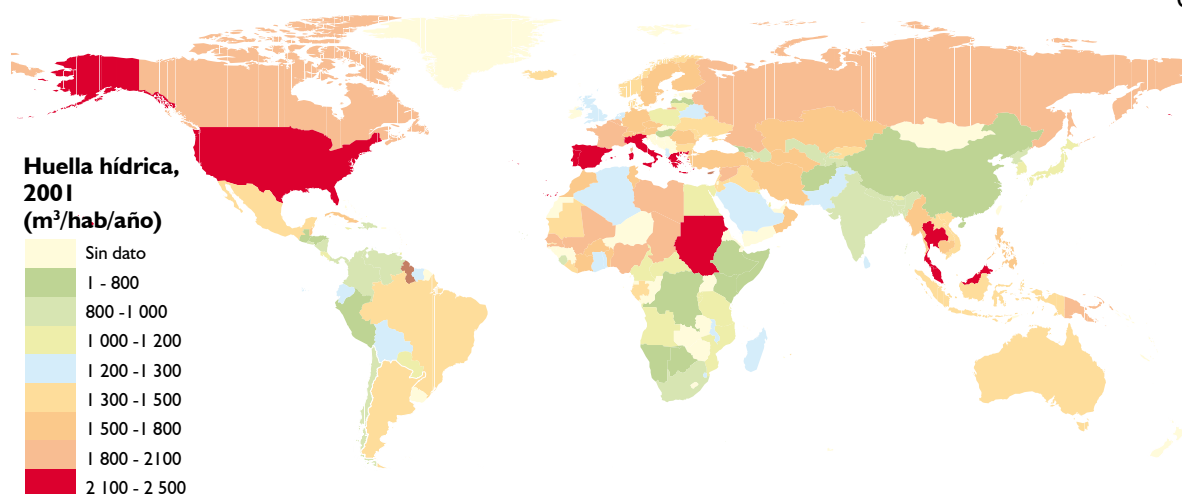 Huella hídrica,
2001
(m³/hab/año)
Sin dato
1 - 800
800 -1 000
1 000 -1 200
1 200 -1 300
1 300 -1 500
1 500 -1 800
1 800 - 2100
2 100 - 2 500